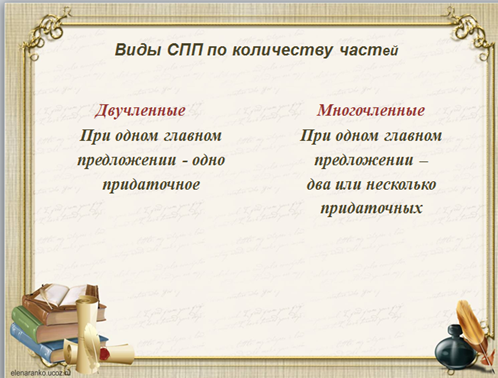 Виды СПП по количеству частей
Двучленные
При одном главном
предложении - одно
придаточное
Многочленные
При одном главном
предложении –
два или несколько
придаточных
elenaranko.ucoz.ru